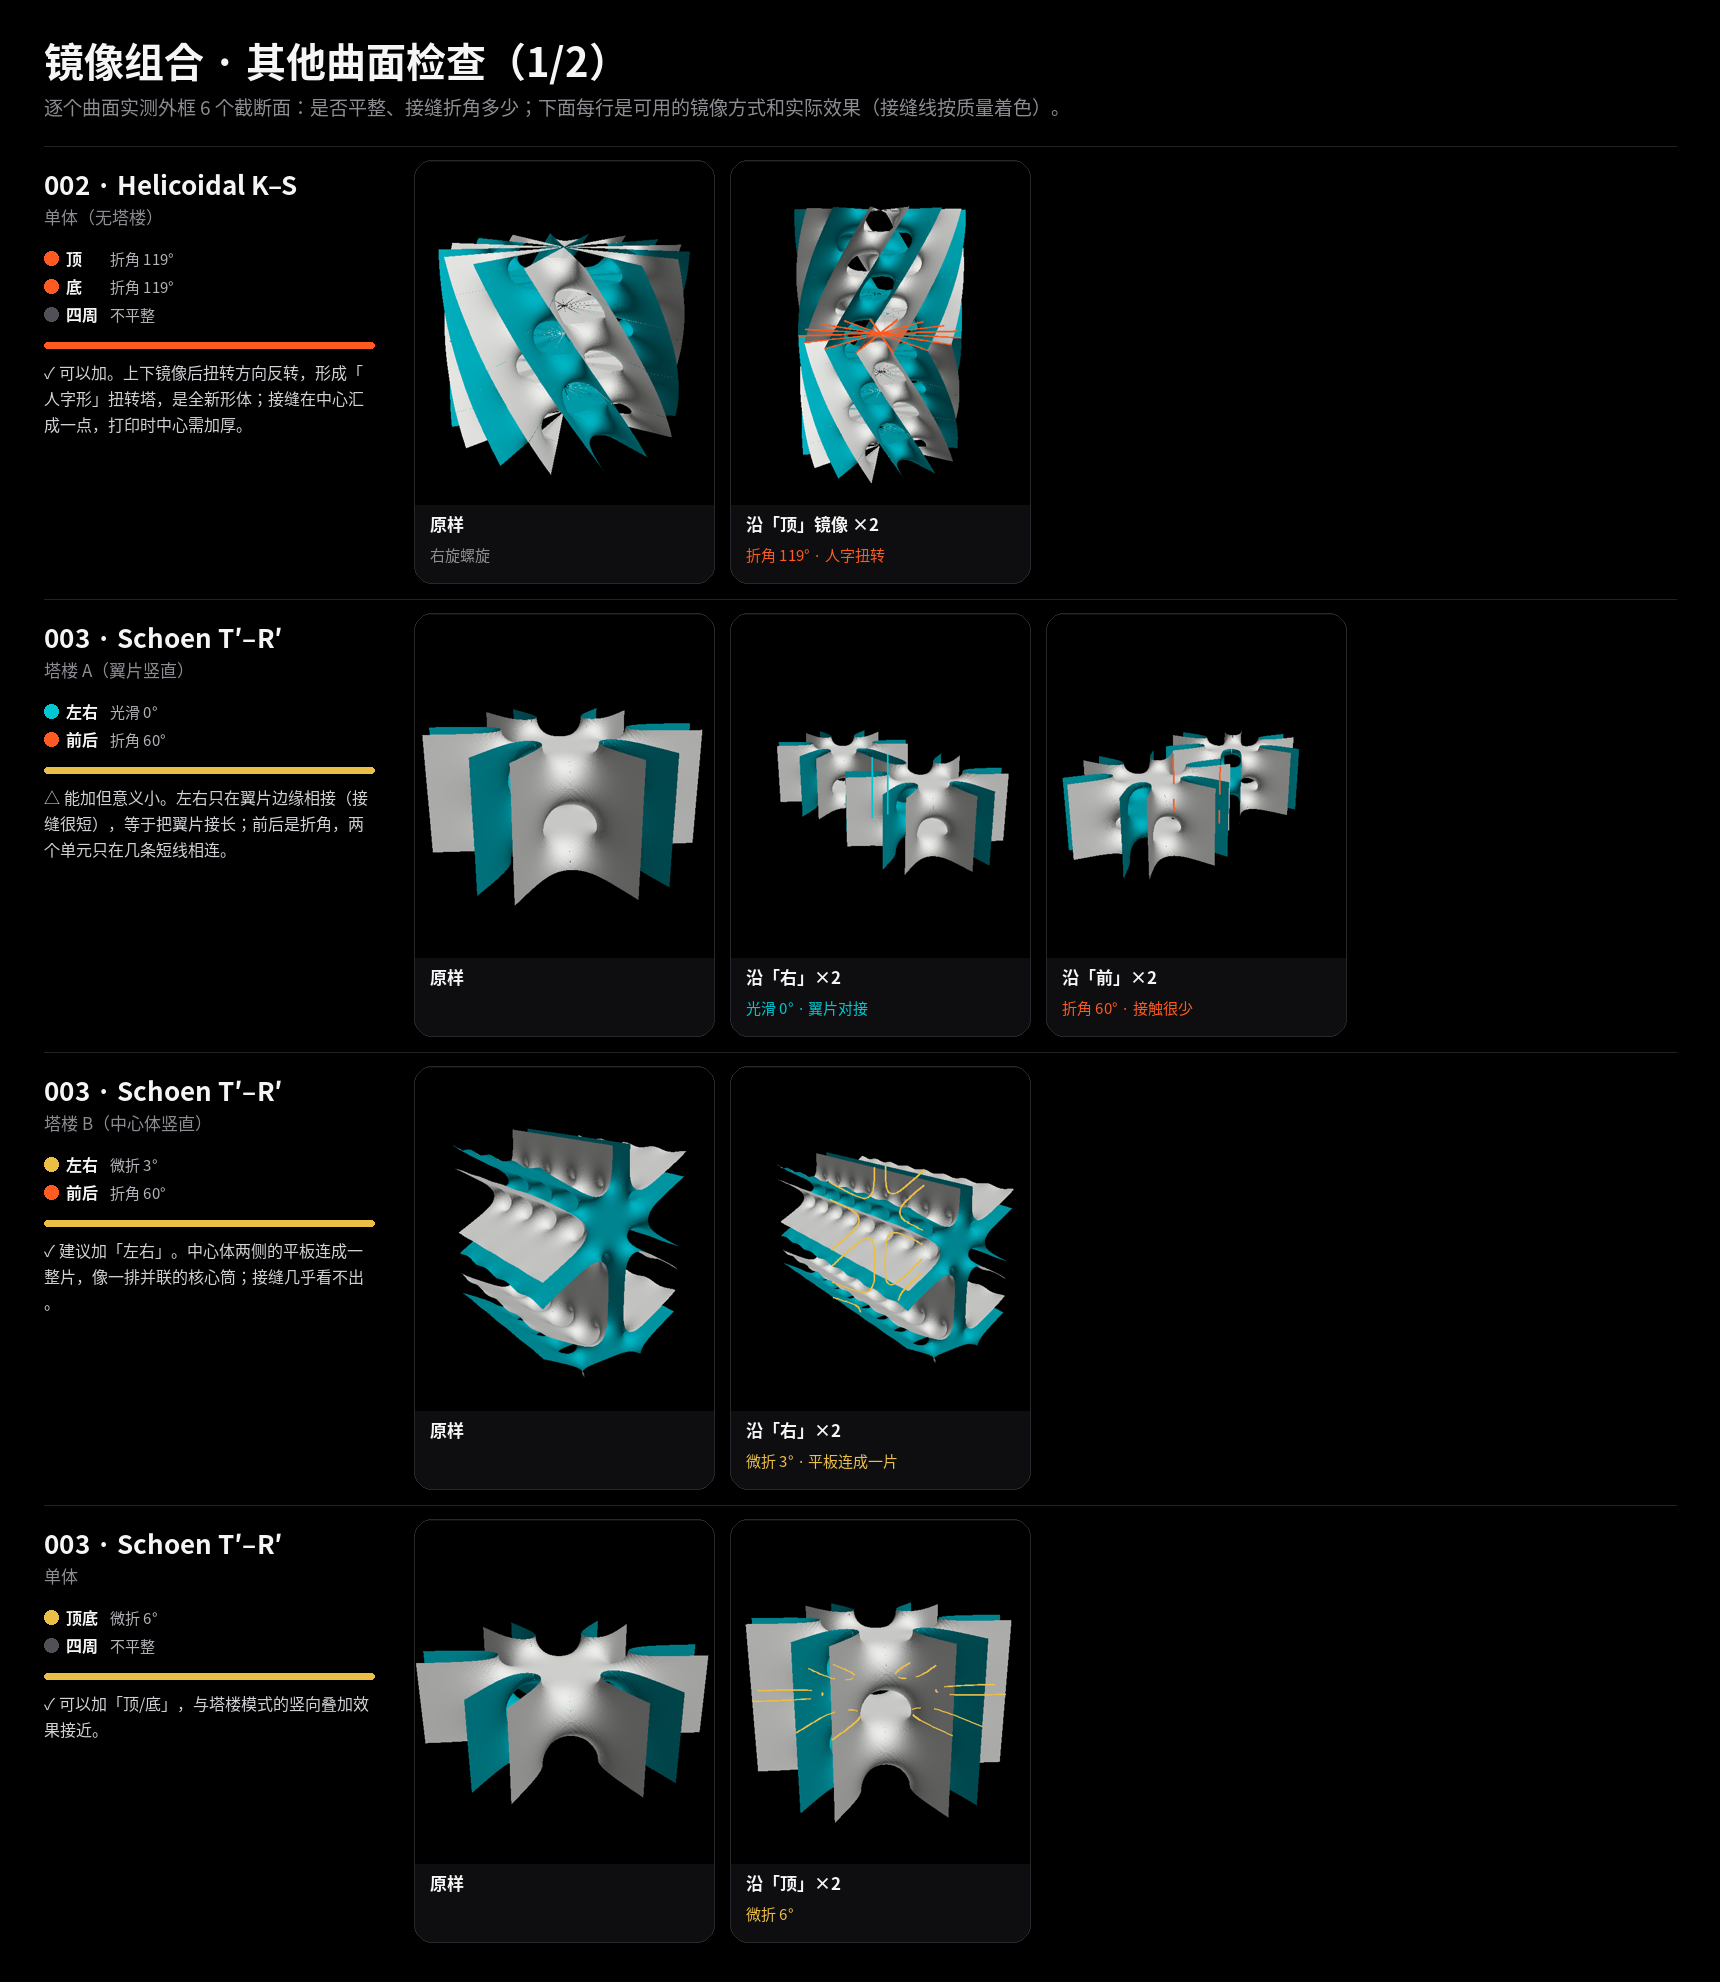 镜像组合 · 其他曲面检查（1/2）
逐个曲面实测外框 6 个截断面：是否平整、接缝折角多少；下面每行是可用的镜像方式和实际效果（接缝线按质量着色）。
002 · Helicoidal K–S
单体（无塔楼）
顶 折角 119°
底 折角 119°
四周 不平整
✓ 可以加。上下镜像后扭转方向反转，形成「
人字形」扭转塔，是全新形体；接缝在中心汇
成一点，打印时中心需加厚。
原样
右旋螺旋
沿「顶」镜像 ×2
折角 119° · 人字扭转
003 · Schoen T′–R′
塔楼 A（翼片竖直）
左右 光滑 0°
前后 折角 60°
△ 能加但意义小。左右只在翼片边缘相接（接
缝很短），等于把翼片接长；前后是折角，两
个单元只在几条短线相连。
原样
沿「右」×2
光滑 0° · 翼片对接
沿「前」×2
折角 60° · 接触很少
003 · Schoen T′–R′
塔楼 B（中心体竖直）
左右 微折 3°
前后 折角 60°
✓ 建议加「左右」。中心体两侧的平板连成一
整片，像一排并联的核心筒；接缝几乎看不出
。
原样
沿「右」×2
微折 3° · 平板连成一片
003 · Schoen T′–R′
单体
顶底 微折 6°
四周 不平整
✓ 可以加「顶/底」，与塔楼模式的竖向叠加效
果接近。
原样
沿「顶」×2
微折 6°